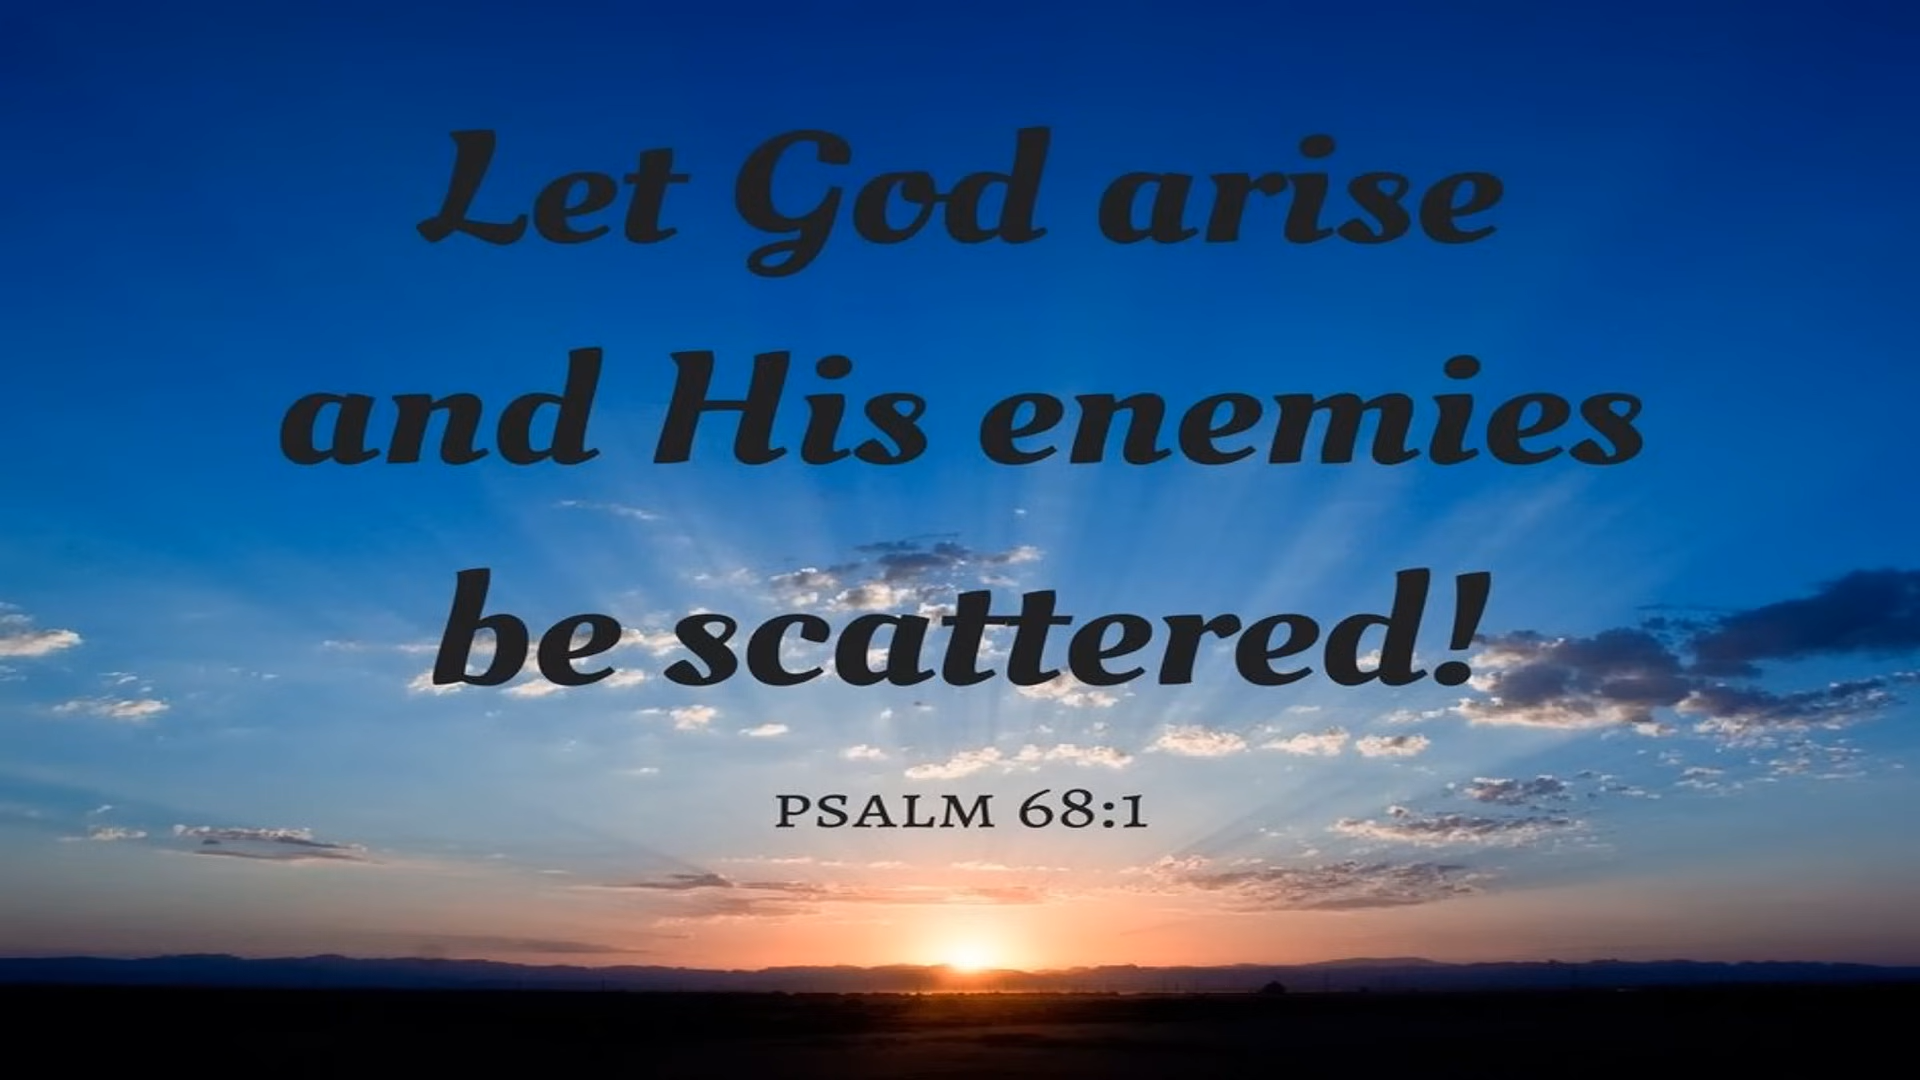 Let God arise
and His enemies
be scattered!
PSALM 68:1